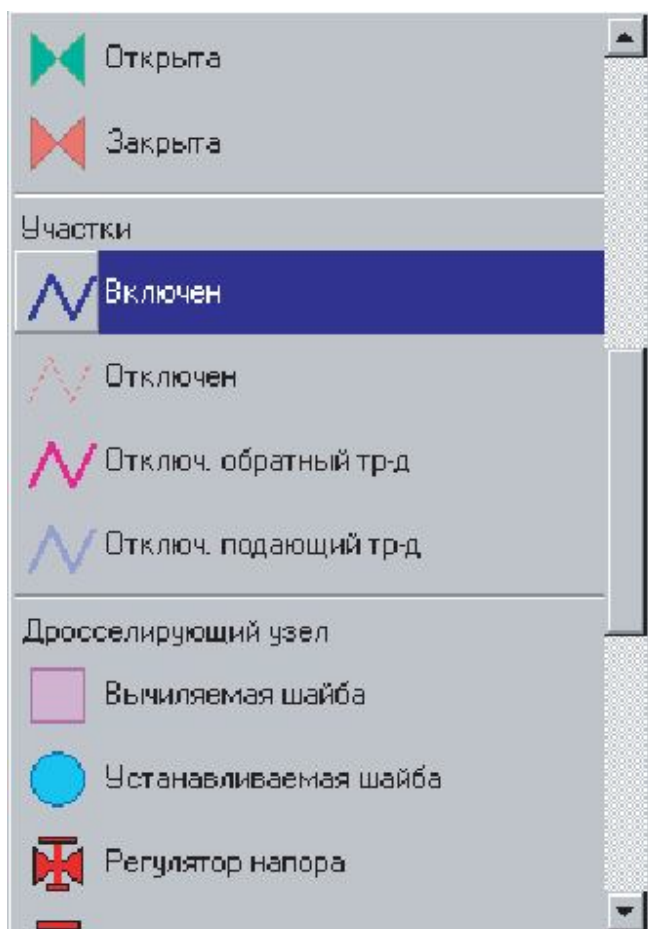 Открыта
Закрыта
Участки
Включен
Отключен
Отключ. обратный тр-д
Отключ. подающий тр-д
Дросселирующий узел
Вычиляемая шайба
Устанавливаемая шайба
Регулятор напора